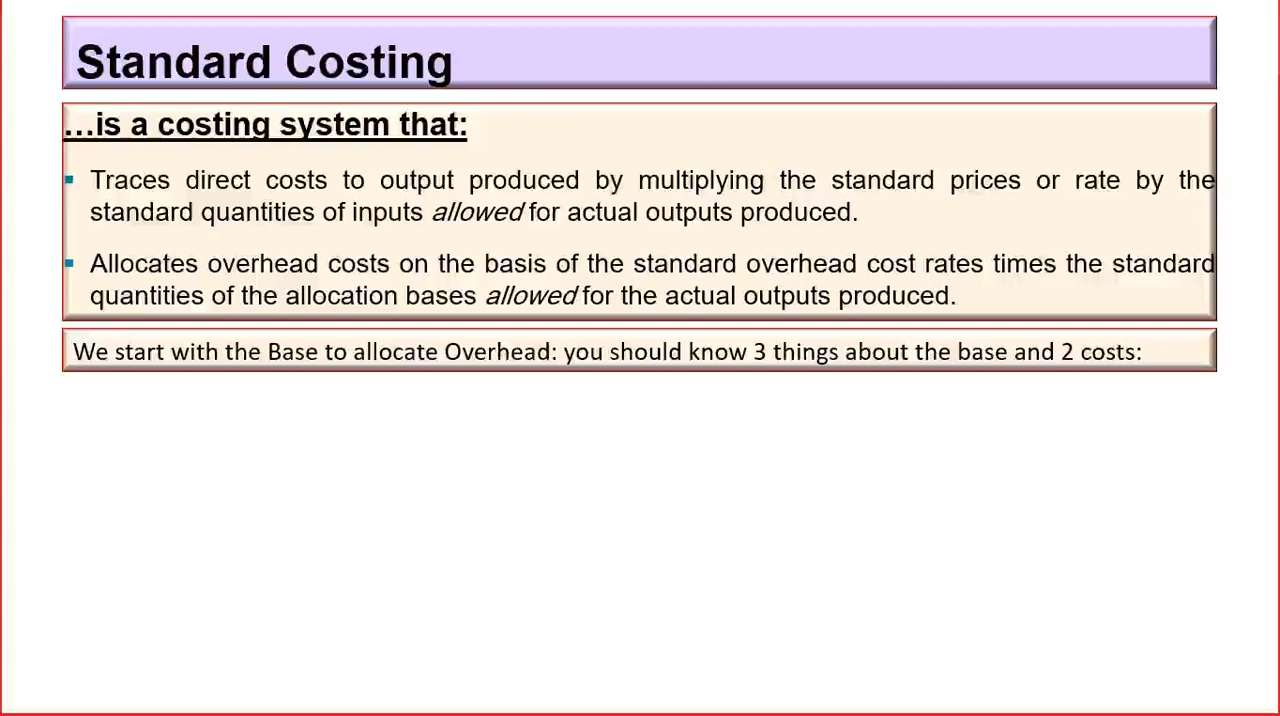 Standard Costing
…is a costing system that:
▪ Traces direct costs to output produced by multiplying the standard prices or rate by the
standard quantities of inputs allowed for actual outputs produced.
▪ Allocates overhead costs on the basis of the standard overhead cost rates times the standard
quantities of the allocation bases allowed for the actual outputs produced.
We start with the Base to allocate Overhead: you should know 3 things about the base and 2 costs: